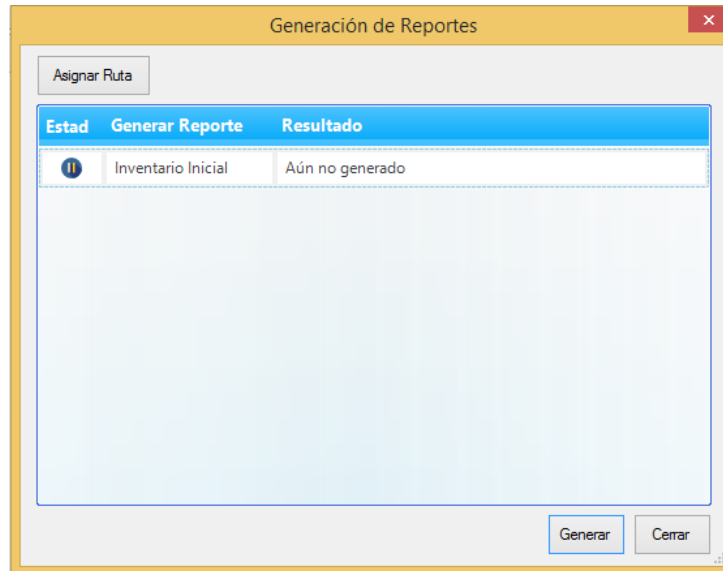 Generación de Reportes
Asignar Ruta
Estad Generar Reporte Resultado
Inventario Inicial Aún no generado
Generar Cerrar